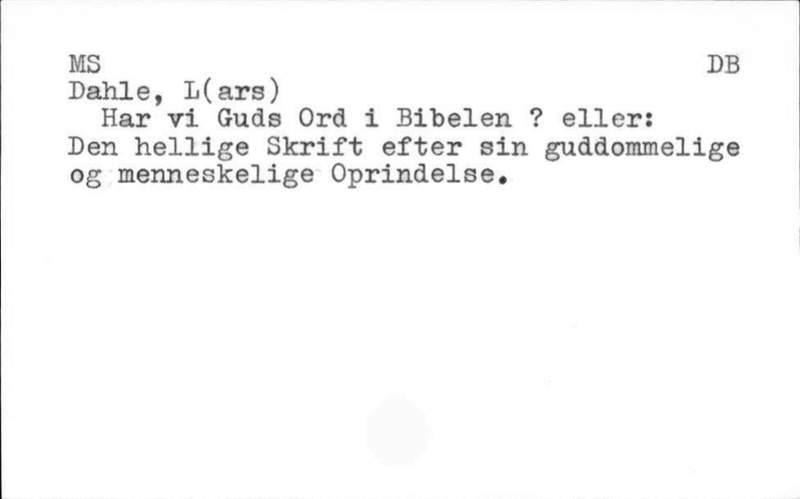 MS DB
Dahle, L(ars)
Har vi Guds Ord i Bibelen ? eller:
Den hellige Skrift efter sin guddommelige
og menneskelige Oprindelse.